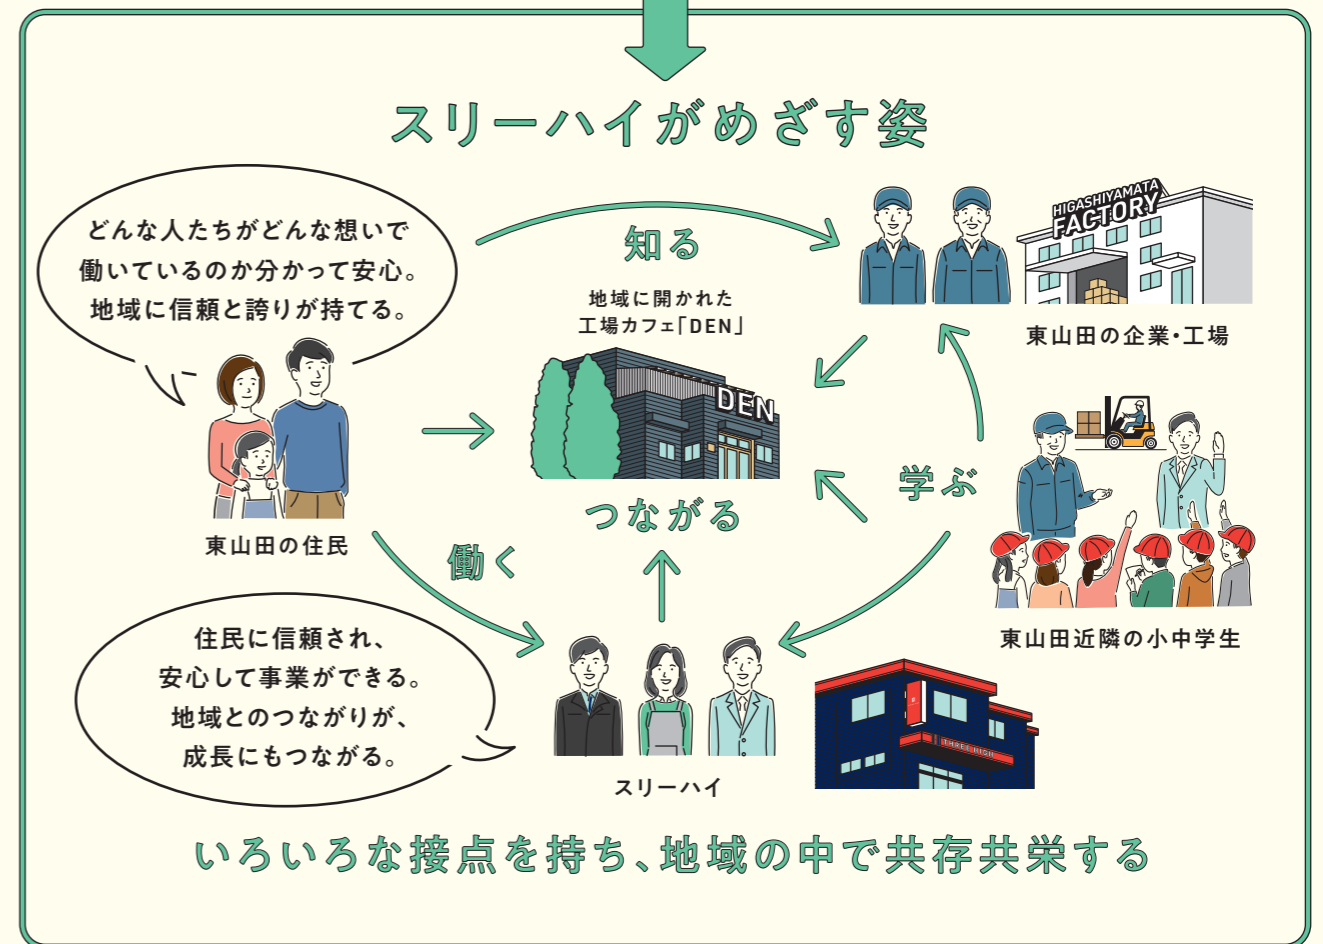 スリーハイがめざす姿
どんな人たちがどんな想いで
働いているのか分かって安心。
地域に信頼と誇りが持てる。
知る
地域に開かれた
工場カフェ「DEN」
DEN
HIGASHIYAMATA
FACTORY
東山田の企業・工場
つながる
学ぶ
東山田の住民
働く
東山田近隣の小中学生
住民に信頼され、
安心して事業ができる。
地域とのつながりが、
成長にもつながる。
THREE HIGH
スリーハイ
いろいろな接点を持ち、地域の中で共存共栄する